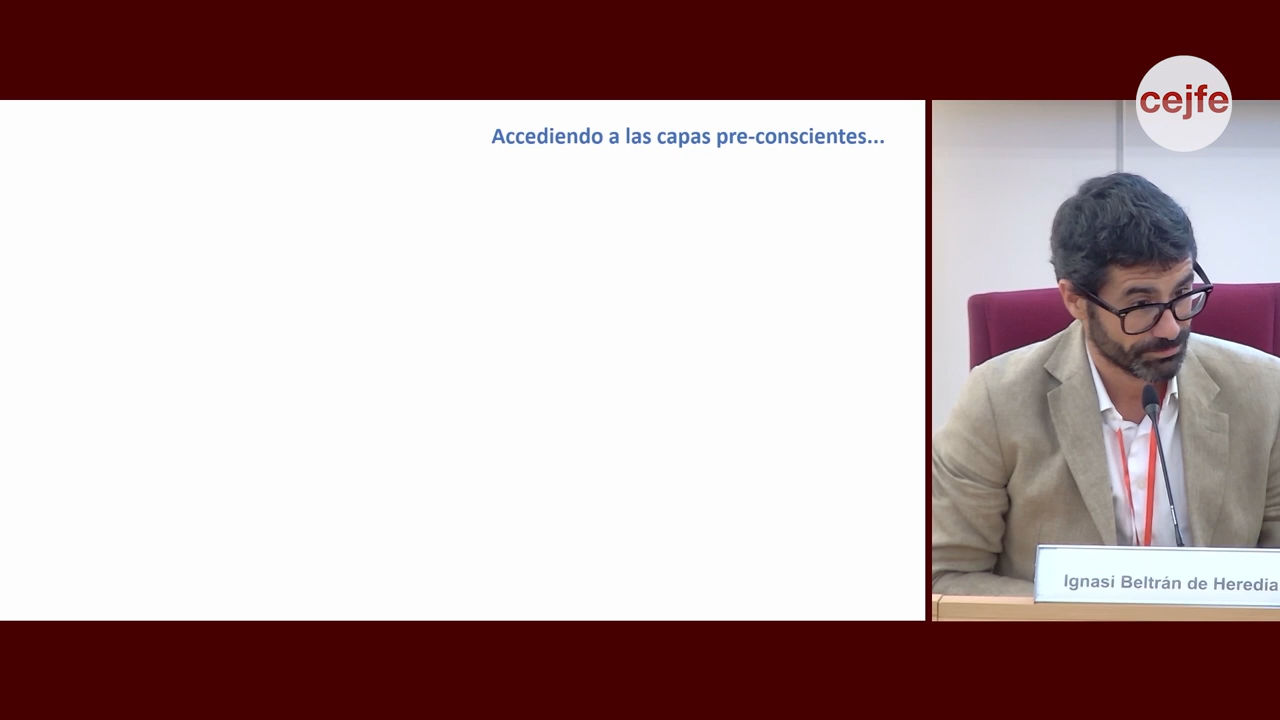 cejfe
Accediendo a las capas pre-conscientes...
Ignasi Beltrán de Heredia